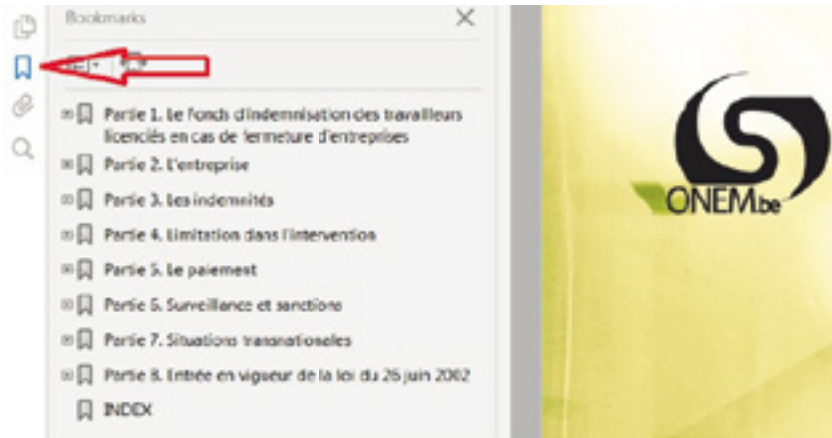 Bookmarks
Partie 1. Le Fonds d'indemnisation des travailleurs
licenciés en cas de fermeture d'entreprises
Partie 2. L'entreprise
Partie 3. Les indemnités
Partie 4. Limitation dans l'intervention
Partie 5. Le paiement
Partie 6. Surveillance et sanctions
Partie 7. Situations transnationales
Partie 8. Entrée en vigueur de la loi du 26 juin 2002
INDEX
ONEM.be